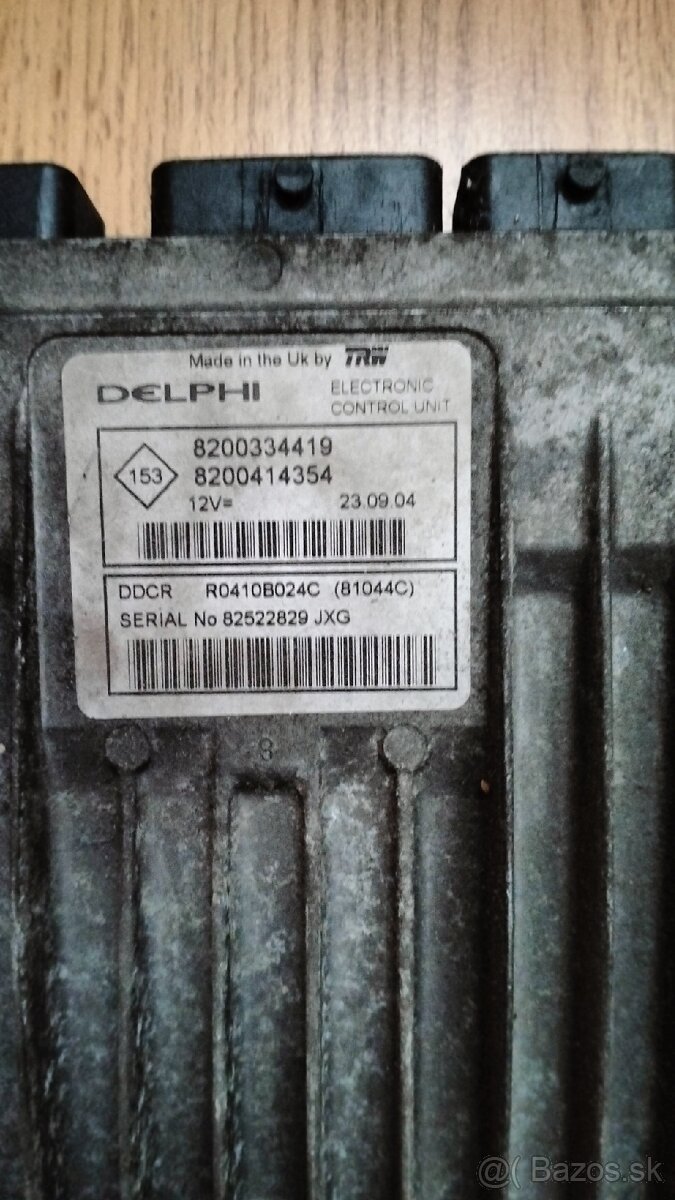 Made in the Uk by TRW
DELPHI
ELECTRONIC
CONTROL UNIT
8200334419
153
8200414354
12V=
23.09.04
DDCR R0410B024C (81044C)
SERIAL No 82522829 JXG
8
@( Bazos.sk